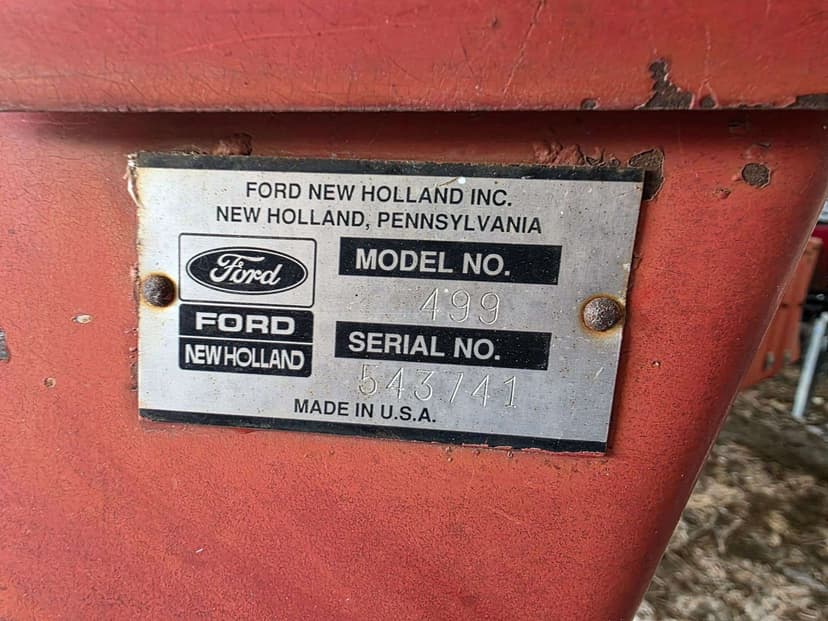 FORD NEW HOLLAND INC.
NEW HOLLAND, PENNSYLVANIA
Ford
FORD
NEW HOLLAND
MODEL NO.
499
SERIAL NO.
543741
MADE IN U.S.A.